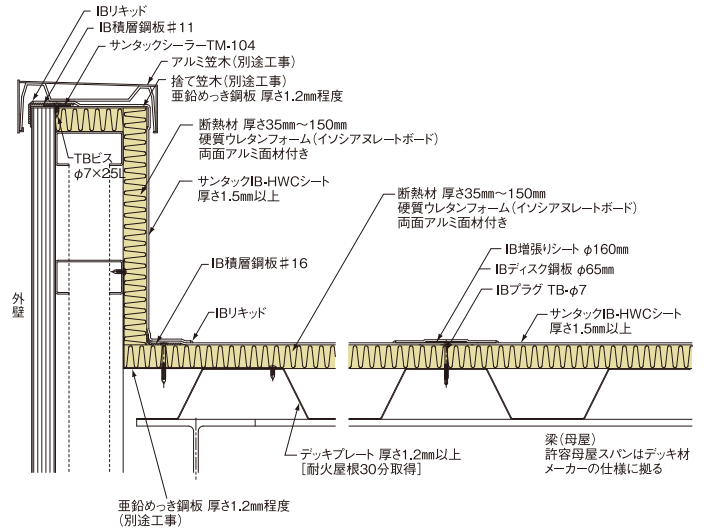 IBリキッド
IB積層鋼板＃11
サンタックシーラーTM-104
アルミ笠木（別途工事）
捨て笠木（別途工事）
亜鉛めっき鋼板 厚さ1.2㎜程度
断熱材 厚さ35㎜～150㎜
硬質ウレタンフォーム（イソシアヌレートボード）
両面アルミ面材付き
TBビス
φ7×25L
サンタックIB-HWCシート
厚さ1.5㎜以上
断熱材 厚さ35㎜～150㎜
硬質ウレタンフォーム（イソシアヌレートボード）
両面アルミ面材付き
IB積層鋼板＃16
IB増張りシート φ160㎜
IBディスク鋼板 φ65㎜
IBプラグ TB-φ7
外壁
IBリキッド
サンタックIB-HWCシート
厚さ1.5㎜以上
デッキプレート 厚さ1.2㎜以上
［耐火屋根30分取得］
梁（母屋）
許容母屋スパンはデッキ材
メーカーの仕様に拠る
亜鉛めっき鋼板 厚さ1.2㎜程度
（別途工事）